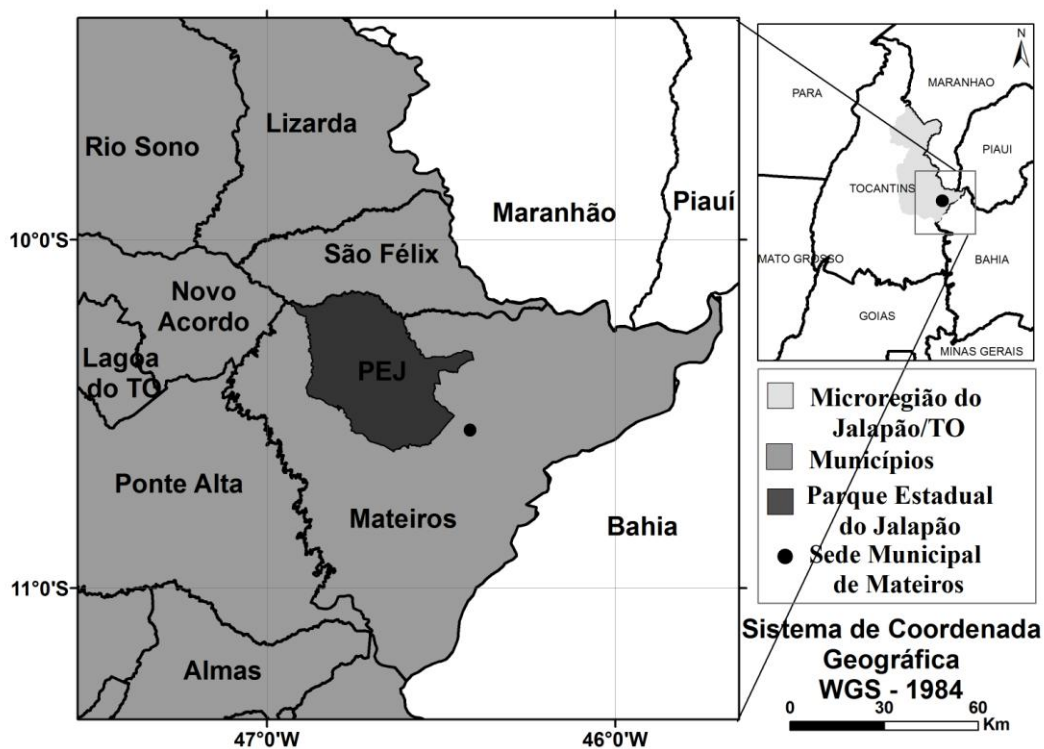 Lizarda
Rio Sono
Maranhão
Piauí
10°0'S
São Félix
Novo
Acordo
Lagoa
do TO
PEJ
Ponte Alta
Mateiros
Bahia
11°0'S
Almas
47°0'W
46°0'W
N
MARANHAO
PARA
PIAUI
TOCANTINS
MATO GROSSO
BAHIA
GOIAS
MINAS GERAIS
Microregião do
Jalapão/TO
Municípios
Parque Estadual
do Jalapão
Sede Municipal
de Mateiros
Sistema de Coordenada
Geográfica
WGS - 1984
0 30 60
Km